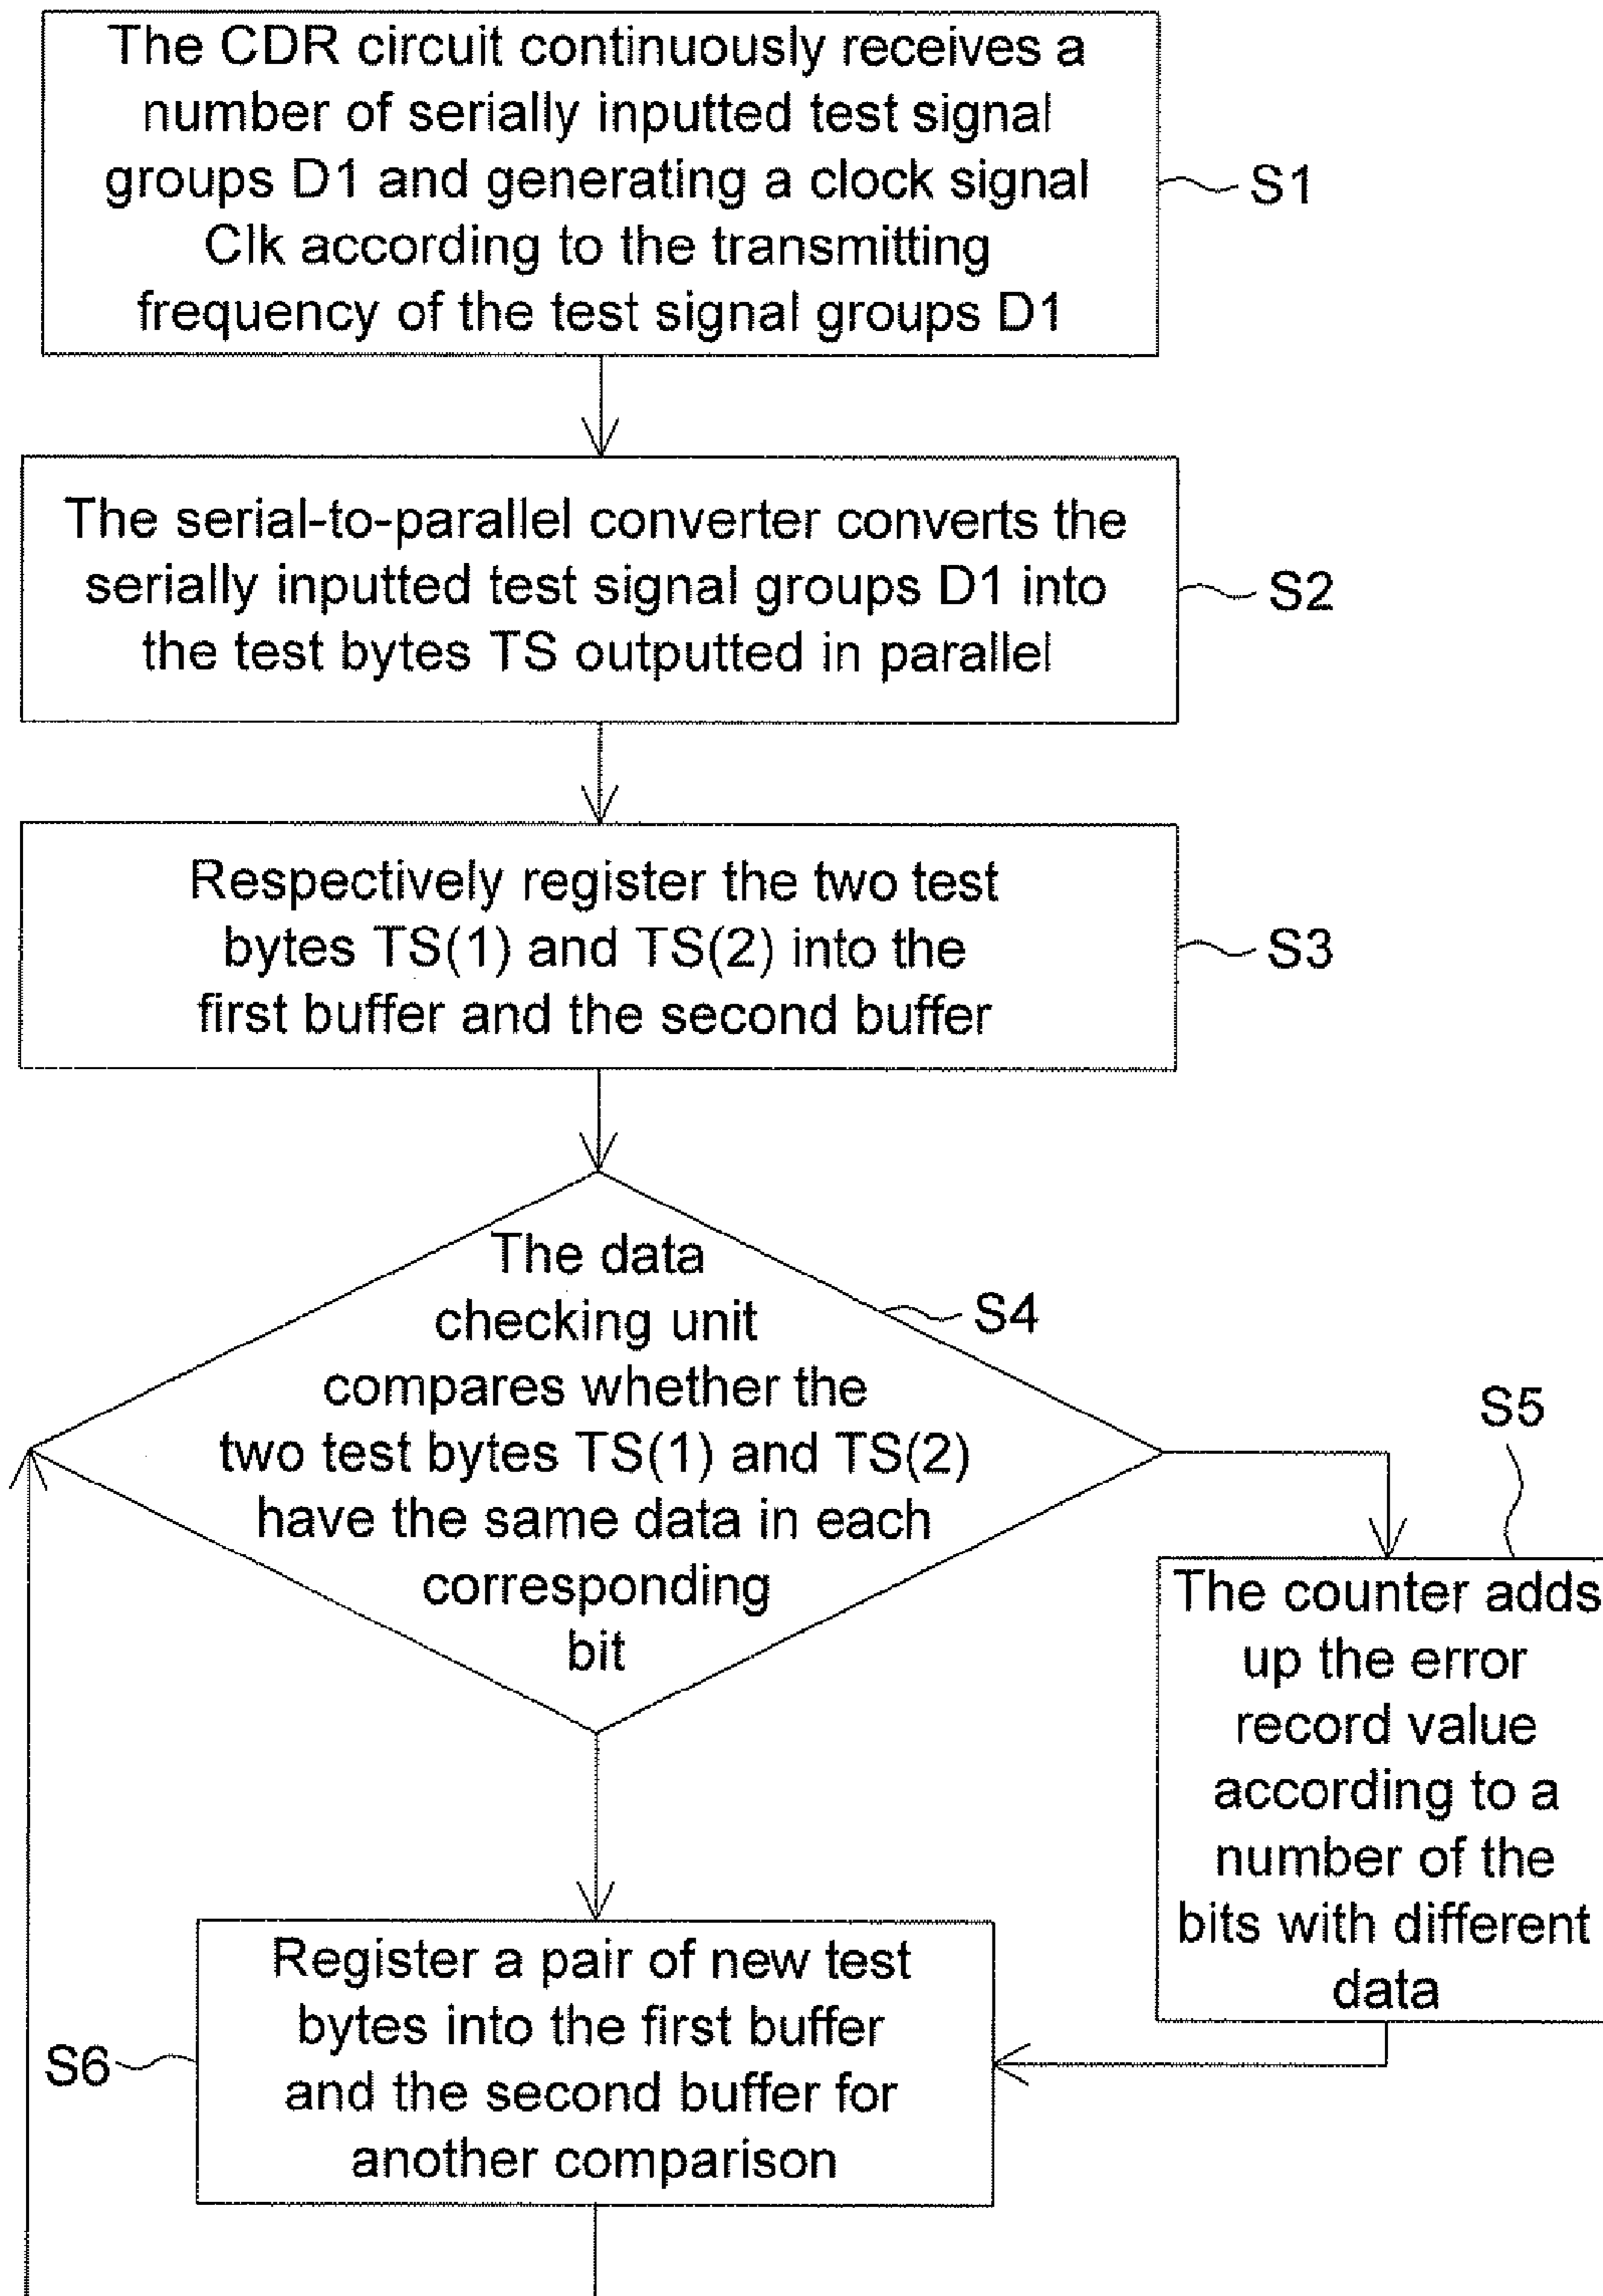 The CDR circuit continuously receives a
number of serially inputted test signal
groups D1 and generating a clock signal
Clk according to the transmitting
frequency of the test signal groups D1
S1
The serial-to-parallel converter converts the
serially inputted test signal groups D1 into
the test bytes TS outputted in parallel
S2
Respectively register the two test
bytes TS(1) and TS(2) into the
first buffer and the second buffer
S3
The data
checking unit
compares whether the
two test bytes TS(1) and TS(2)
have the same data in each
corresponding
bit
S4
S5
The counter adds
up the error
record value
according to a
number of the
bits with different
data
Register a pair of new test
bytes into the first buffer
and the second buffer for
another comparison
S6